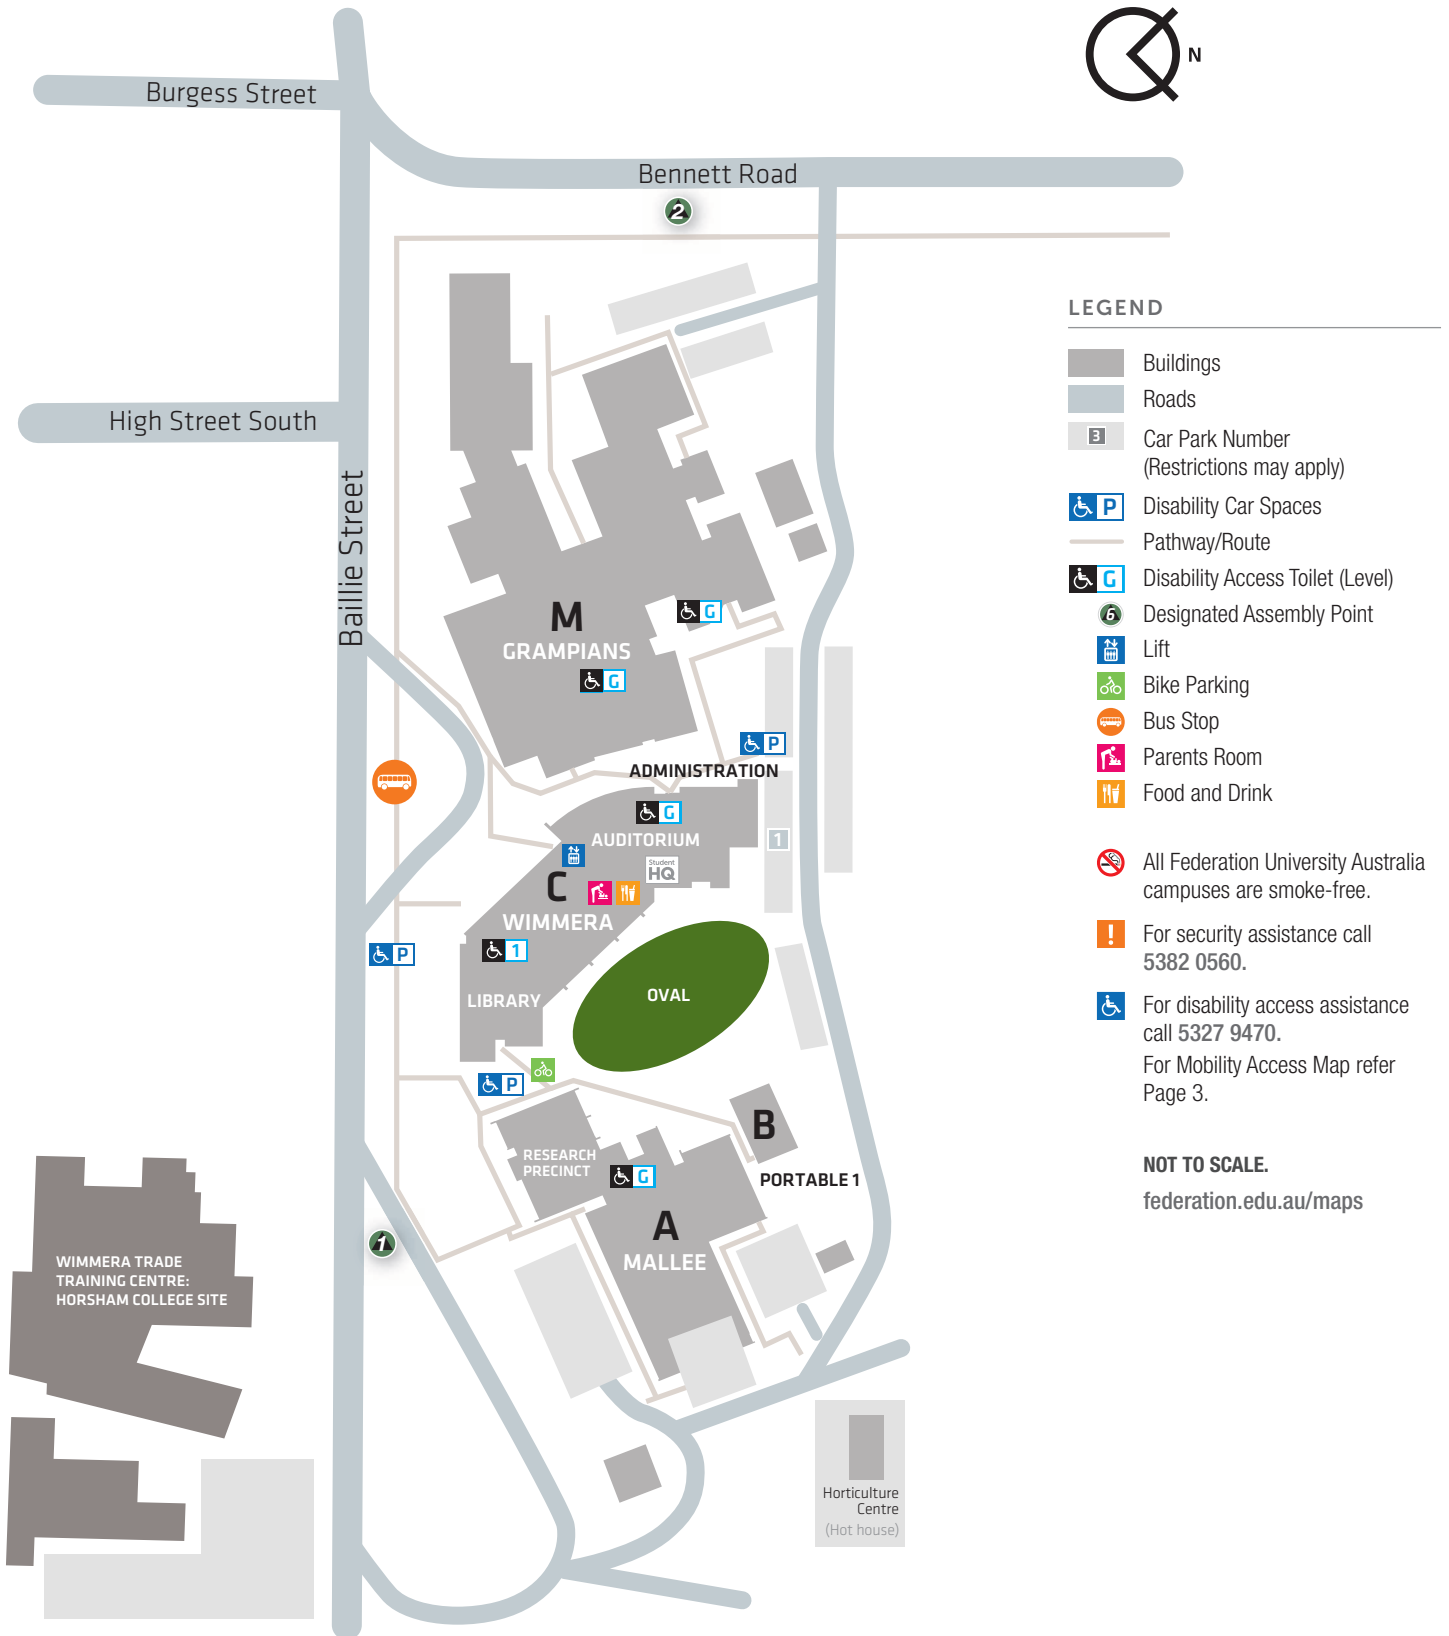 N
Burgess Street
Bennett Road
2
High Street South
Baillie Street
M
GRAMPIANS
G
G
P
ADMINISTRATION
G
AUDITORIUM
1
Student
HQ
C
WIMMERA
1
P
LIBRARY
OVAL
P
B
RESEARCH
PRECINCT
G
PORTABLE 1
A
MALLEE
1
WIMMERA TRADE
TRAINING CENTRE:
HORSHAM COLLEGE SITE
Horticulture
Centre
(Hot house)
LEGEND
Buildings
Roads
3
Car Park Number
(Restrictions may apply)
P
Disability Car Spaces
Pathway/Route
G
Disability Access Toilet (Level)
6
Designated Assembly Point
Lift
Bike Parking
Bus Stop
Parents Room
Food and Drink
All Federation University Australia
campuses are smoke-free.
!
For security assistance call
5382 0560.
For disability access assistance
call 5327 9470.
For Mobility Access Map refer
Page 3.
NOT TO SCALE.
federation.edu.au/maps